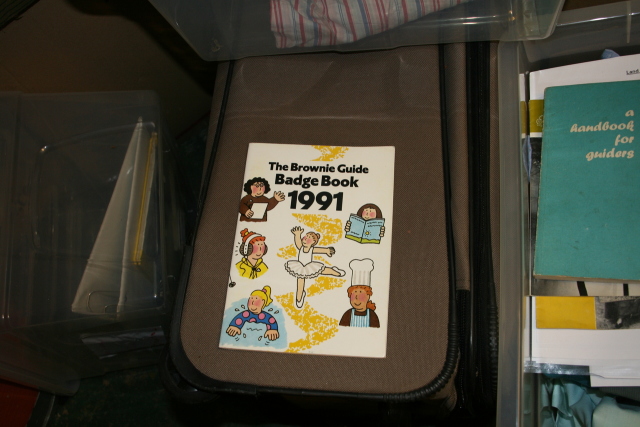 The Brownie Guide
Badge Book
1991
a
handbook
for
guiders